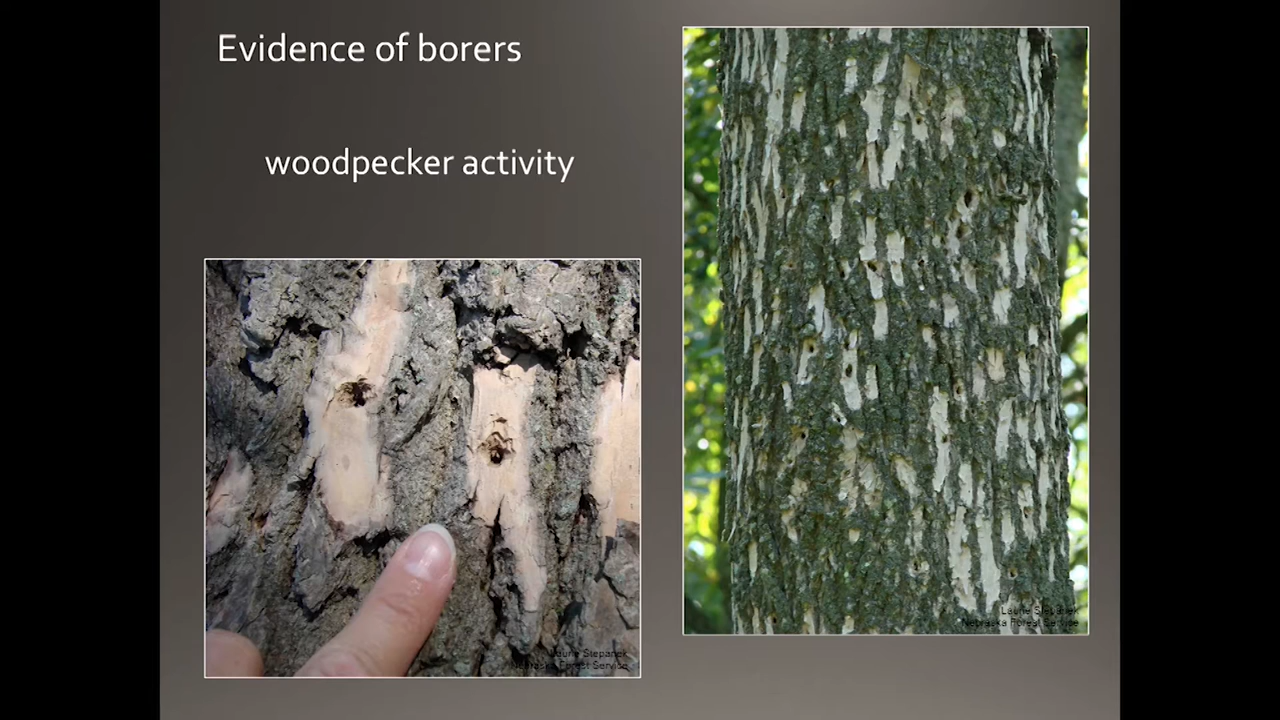 Evidence of borers
woodpecker activity
Laurie Stepanek
Nebraska Forest Service
Laurie Stepanek
Nebraska Forest Service